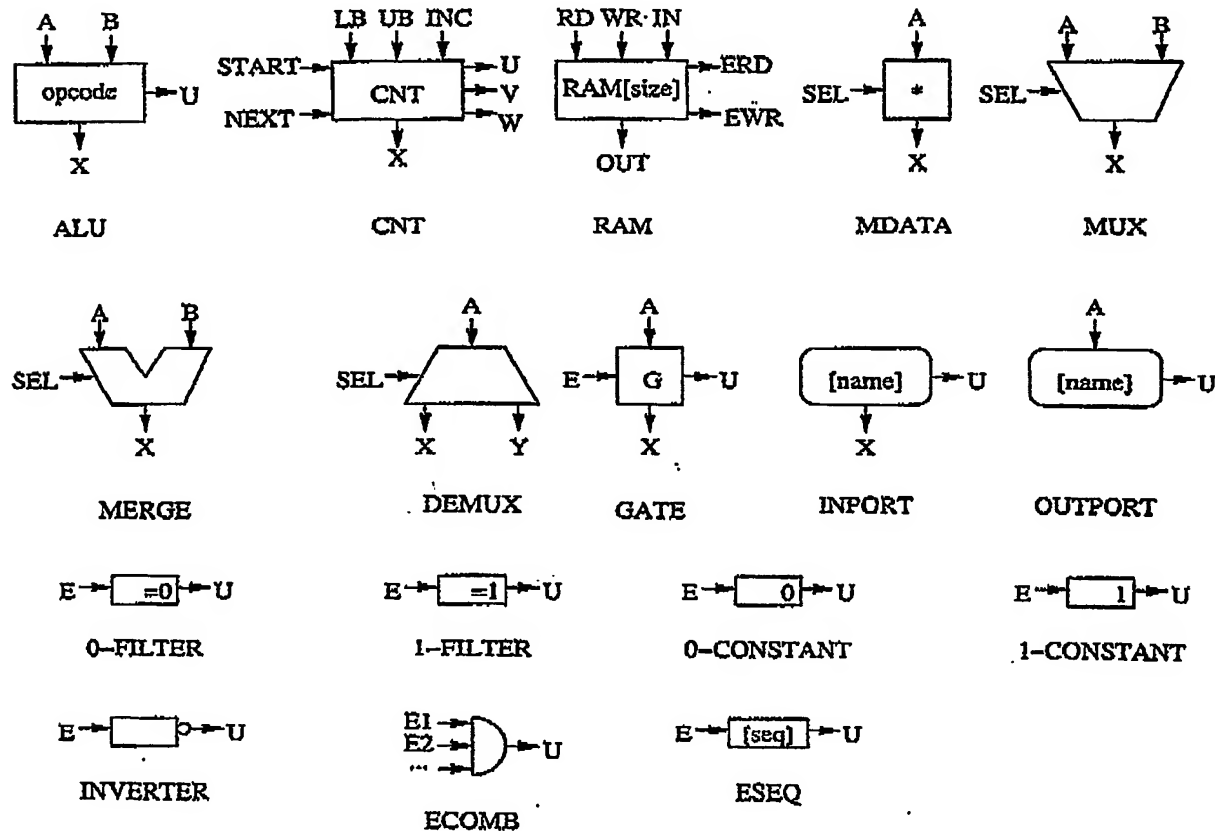 A B LB UB INC RD WR IN A A B
START U ERD
opcode U CNT V RAM[size] SEL * SEL
NEXT W EWR
X X OUT X X
ALU CNT RAM MDATA MUX
A B A A A
SEL SEL E G U [name] U [name] U
X X Y X X
MERGE DEMUX GATE INPORT OUTPORT
E =0 U E =1 U E 0 U E 1 U
0-FILTER 1-FILTER 0-CONSTANT 1-CONSTANT
E U E1 E2 ... U E [seq] U
INVERTER ECOMB ESEQ